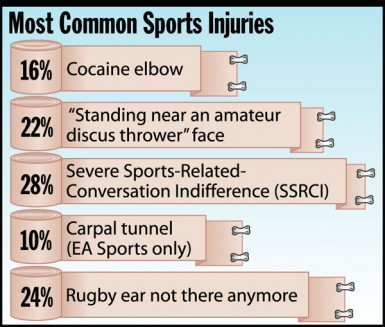 Most Common Sports Injuries
16% Cocaine elbow
22% “Standing near an amateur
discus thrower” face
28% Severe Sports-Related-
Conversation Indifference (SSRCI)
10% Carpal tunnel
(EA Sports only)
24% Rugby ear not there anymore